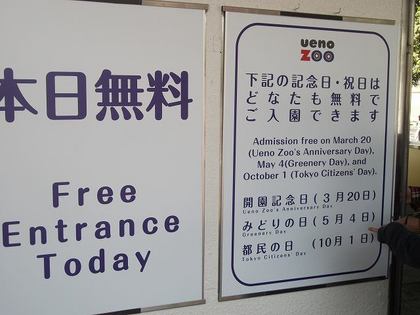 本日無料
Free
Entrance
Today
ueno
ZOO
下記の記念日・祝日は
どなたも無料で
ご入園できます
Admission free on March 20
(Ueno Zoo's Anniversary Day),
May 4(Greenery Day), and
October 1 (Tokyo Citizens' Day).
開園記念日(3月20日)
Ueno Zoo's Anniversary Day
みどりの日(5月4日)
Greenery Day
都民の日 (10月1日)
Tokyo Citizens' Day